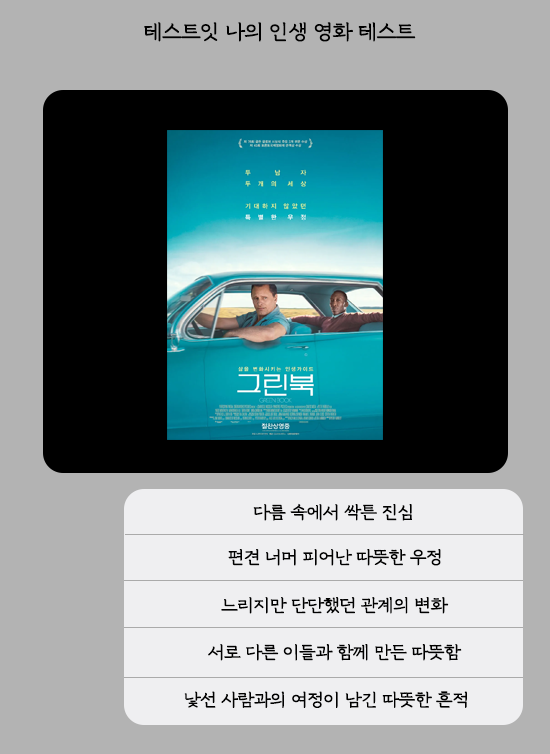 테스트잇 나의 인생 영화 테스트
두 남 자
두 개 의 세 상
기대하지 않았던
특 별 한 우 정
삶을 변화시키는 인생가이드
그린북
GREEN BOOK
절찬상영중
다름 속에서 싹튼 진심
편견 너머 피어난 따뜻한 우정
느리지만 단단했던 관계의 변화
서로 다른 이들과 함께 만든 따뜻함
낯선 사람과의 여정이 남긴 따뜻한 흔적